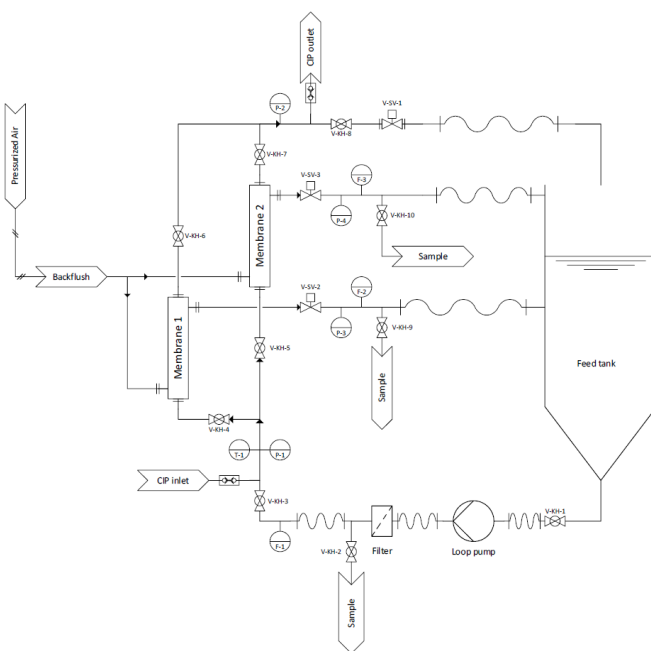 CIP outlet
Pressurized Air
P-2
V-SV-1
V-KH-8
V-KH-7
V-SV-3
F-3
Membrane 2
P-4
V-KH-10
V-KH-6
Sample
Backflush
V-SV-2
F-2
Membrane 1
P-3
V-KH-9
V-KH-5
Feed tank
Sample
V-KH-4
T-1
P-1
CIP inlet
V-KH-3
V-KH-1
F-1
V-KH-2
Filter
Loop pump
Sample